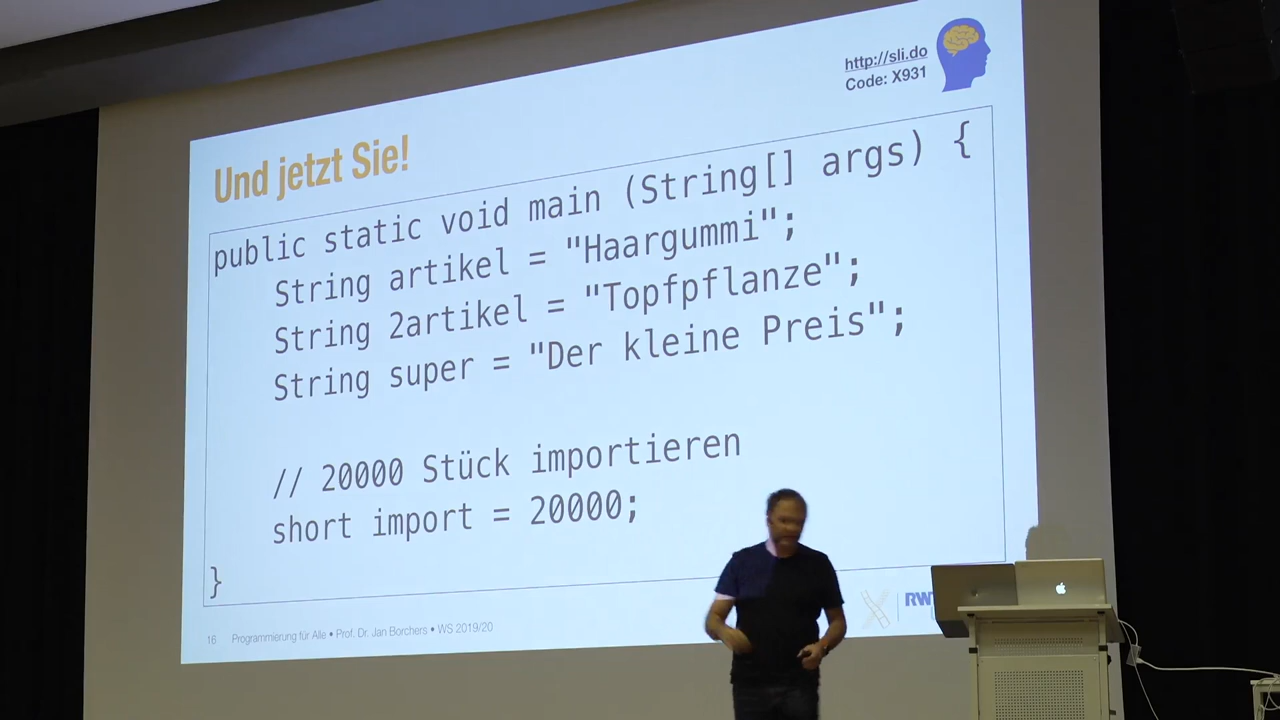 http://sli.do
Code: X931
Und jetzt Sie!
public static void main (String[] args) {
String artikel = "Haargummi";
String 2artikel = "Topfpflanze";
String super = "Der kleine Preis";
// 20000 Stück importieren
short import = 20000;
}
16 Programmierung für Alle • Prof. Dr. Jan Borchers • WS 2019/20